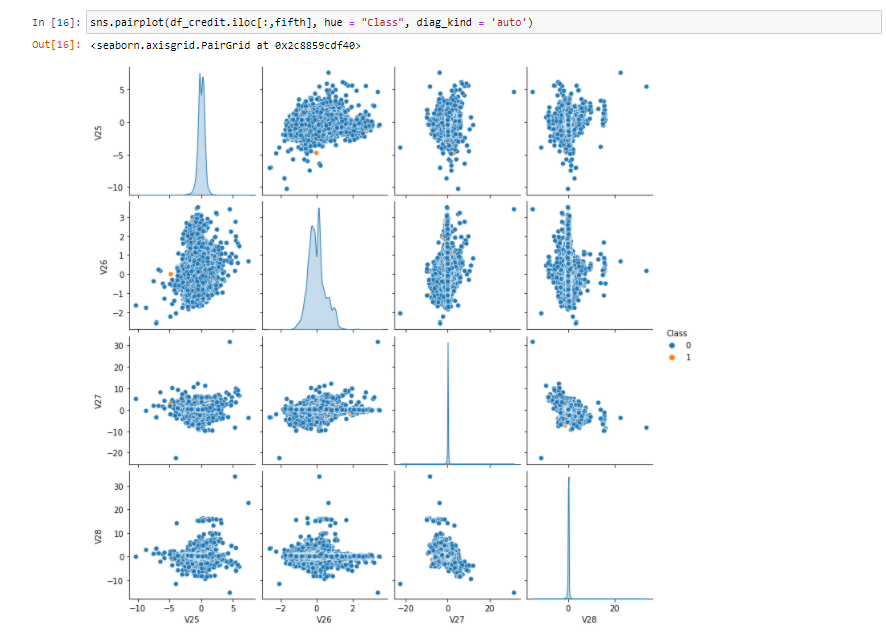 In [16]: sns.pairplot(df_credit.iloc[:,fifth], hue = "Class", diag_kind = 'auto')
Out[16]: <seaborn.axisgrid.PairGrid at 0x2c8859cdf40>
V25
5
0
−5
−10
V26
3
2
1
0
−1
−2
Class
0
1
V27
30
20
10
0
−10
−20
V28
30
20
10
0
−10
−10 −5 0 5 −2 0 2 −20 0 20 0 20
V25 V26 V27 V28